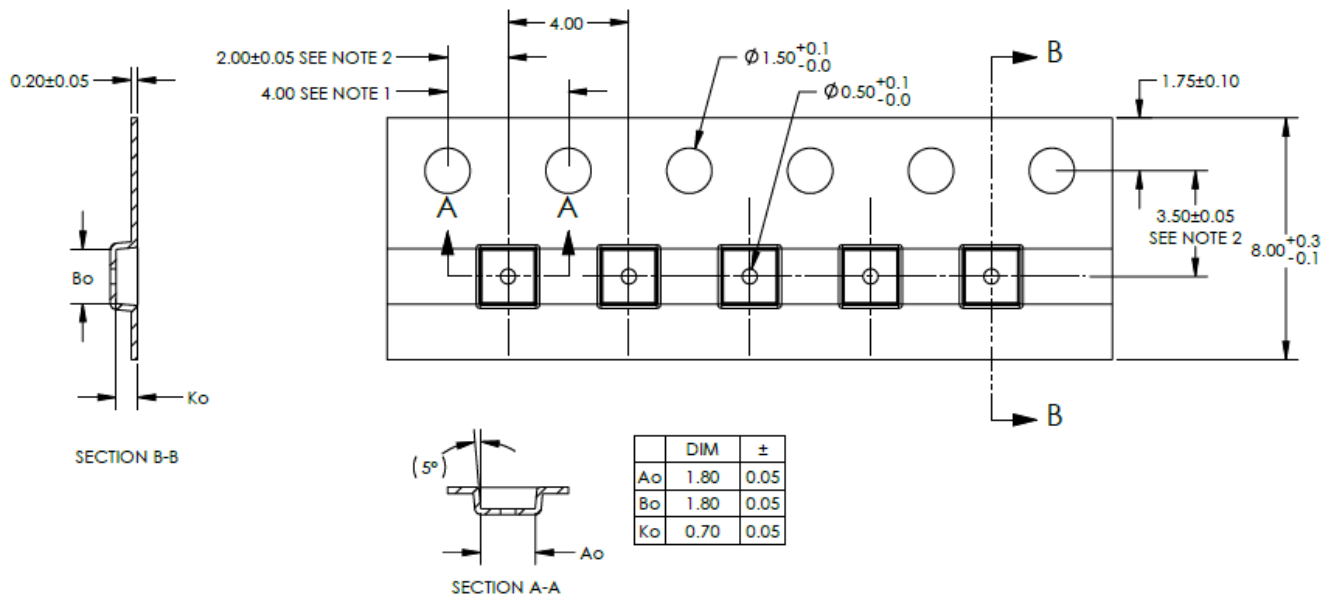 4.00
2.00±0.05 SEE NOTE 2
4.00 SEE NOTE 1
0.20±0.05
Ø1.50+0.1
-0.0
Ø0.50+0.1
-0.0
B
1.75±0.10
A
A
3.50±0.05
SEE NOTE 2
8.00+0.3
-0.1
Bo
Ko
B
SECTION B-B
(5°)
Ao
SECTION A-A
DIM ±
Ao 1.80 0.05
Bo 1.80 0.05
Ko 0.70 0.05